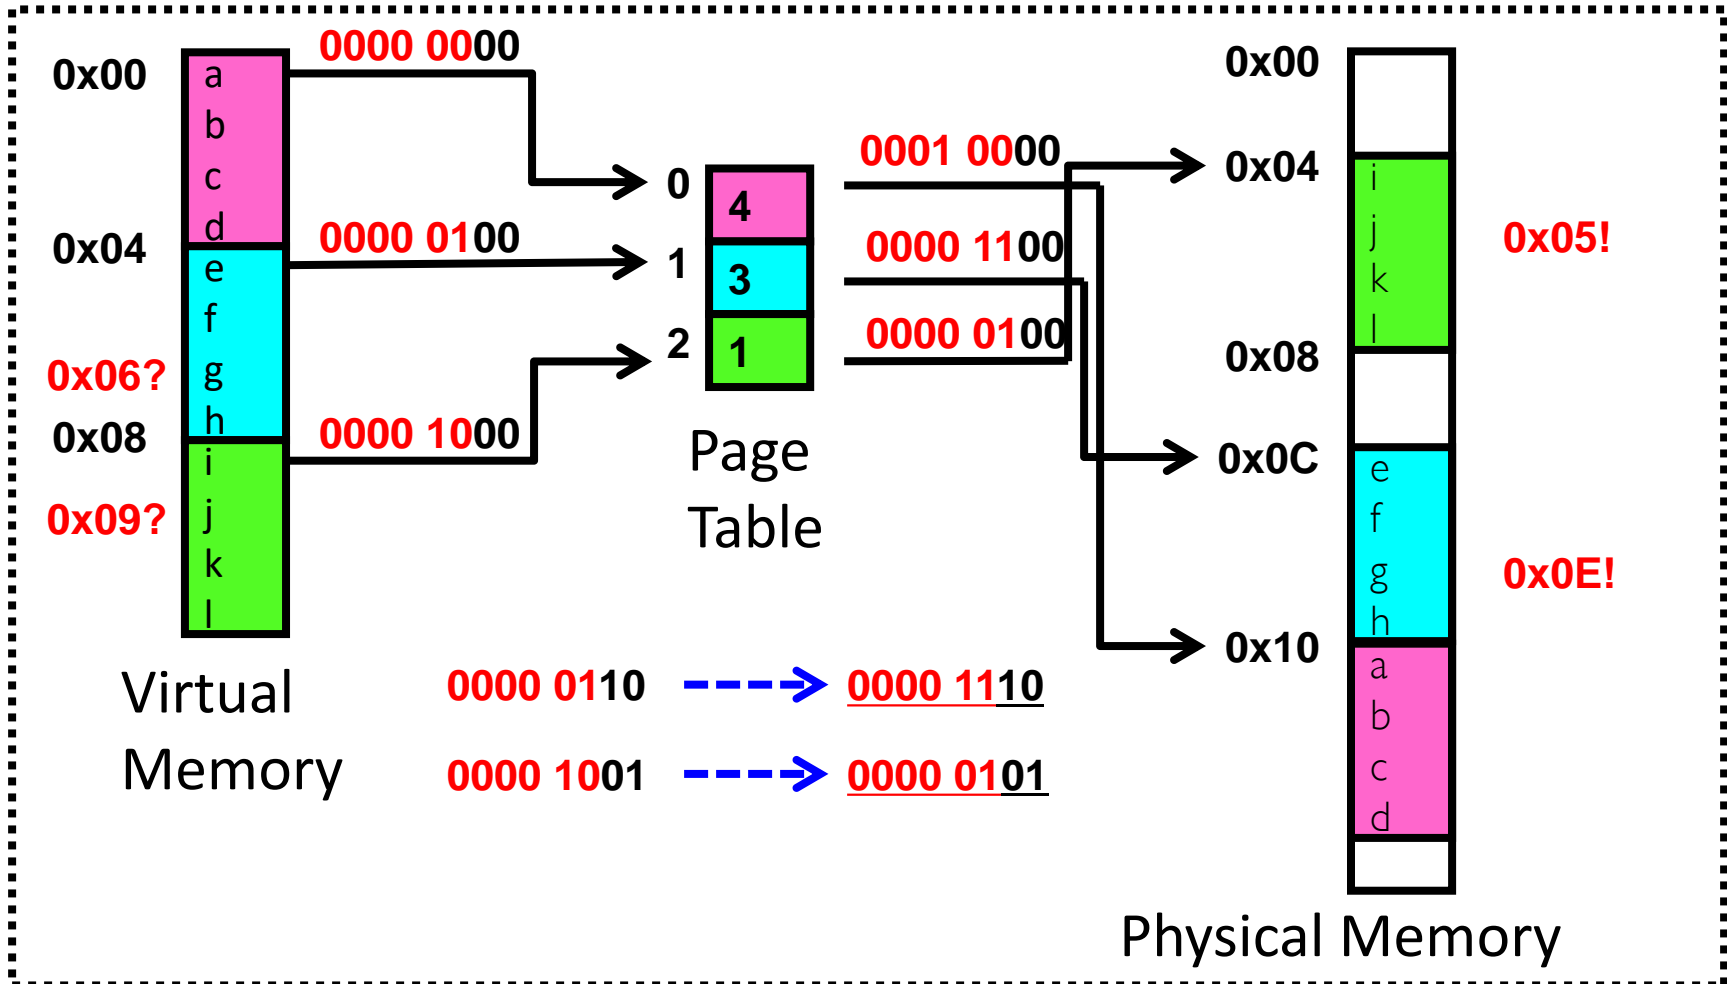 0x00
a
b
c
d
0x04
e
f
0x06?
g
h
0x08
i
0x09?
j
k
l
Virtual
Memory
0000 0000
0000 0100
0000 1000
0 4
1 3
2 1
Page
Table
0001 0000
0000 1100
0000 0100
0000 0110 0000 1110
0000 1001 0000 0101
0x00
0x04
i
j 0x05!
k
l
0x08
0x0C
e
f
g 0x0E!
h
0x10
a
b
c
d
Physical Memory